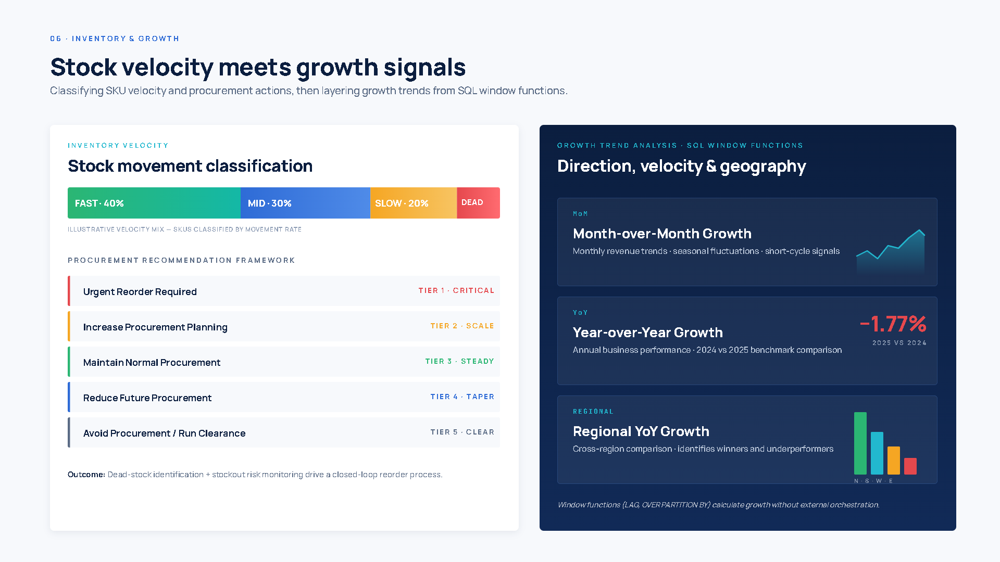 06 · INVENTORY & GROWTH
Stock velocity meets growth signals
Classifying SKU velocity and procurement actions, then layering growth trends from SQL window functions.
INVENTORY VELOCITY
Stock movement classification
FAST · 40%
MID · 30%
SLOW · 20%
DEAD
ILLUSTRATIVE VELOCITY MIX — SKUS CLASSIFIED BY MOVEMENT RATE
PROCUREMENT RECOMMENDATION FRAMEWORK
Urgent Reorder Required
TIER 1 · CRITICAL
Increase Procurement Planning
TIER 2 · SCALE
Maintain Normal Procurement
TIER 3 · STEADY
Reduce Future Procurement
TIER 4 · TAPER
Avoid Procurement / Run Clearance
TIER 5 · CLEAR
Outcome: Dead-stock identification + stockout risk monitoring drive a closed-loop reorder process.
GROWTH TREND ANALYSIS · SQL WINDOW FUNCTIONS
Direction, velocity & geography
MoM
Month-over-Month Growth
Monthly revenue trends · seasonal fluctuations · short-cycle signals
YoY
Year-over-Year Growth
Annual business performance · 2024 vs 2025 benchmark comparison
−1.77%
2025 VS 2024
REGIONAL
Regional YoY Growth
Cross-region comparison · identifies winners and underperformers
N · S · W · E
Window functions (LAG, OVER PARTITION BY) calculate growth without external orchestration.